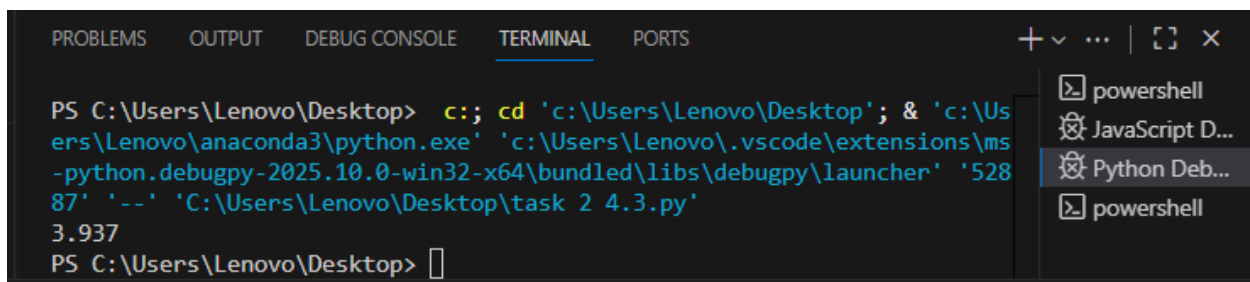 PROBLEMS OUTPUT DEBUG CONSOLE TERMINAL PORTS
PS C:\Users\Lenovo\Desktop>  c:; cd 'c:\Users\Lenovo\Desktop'; & 'c:\Us
ers\Lenovo\anaconda3\python.exe' 'c:\Users\Lenovo\.vscode\extensions\ms
-python.debugpy-2025.10.0-win32-x64\bundled\libs\debugpy\launcher' '528
87' '--' 'C:\Users\Lenovo\Desktop\task 2 4.3.py'
3.937
PS C:\Users\Lenovo\Desktop>
powershell
JavaScript D...
Python Deb...
powershell